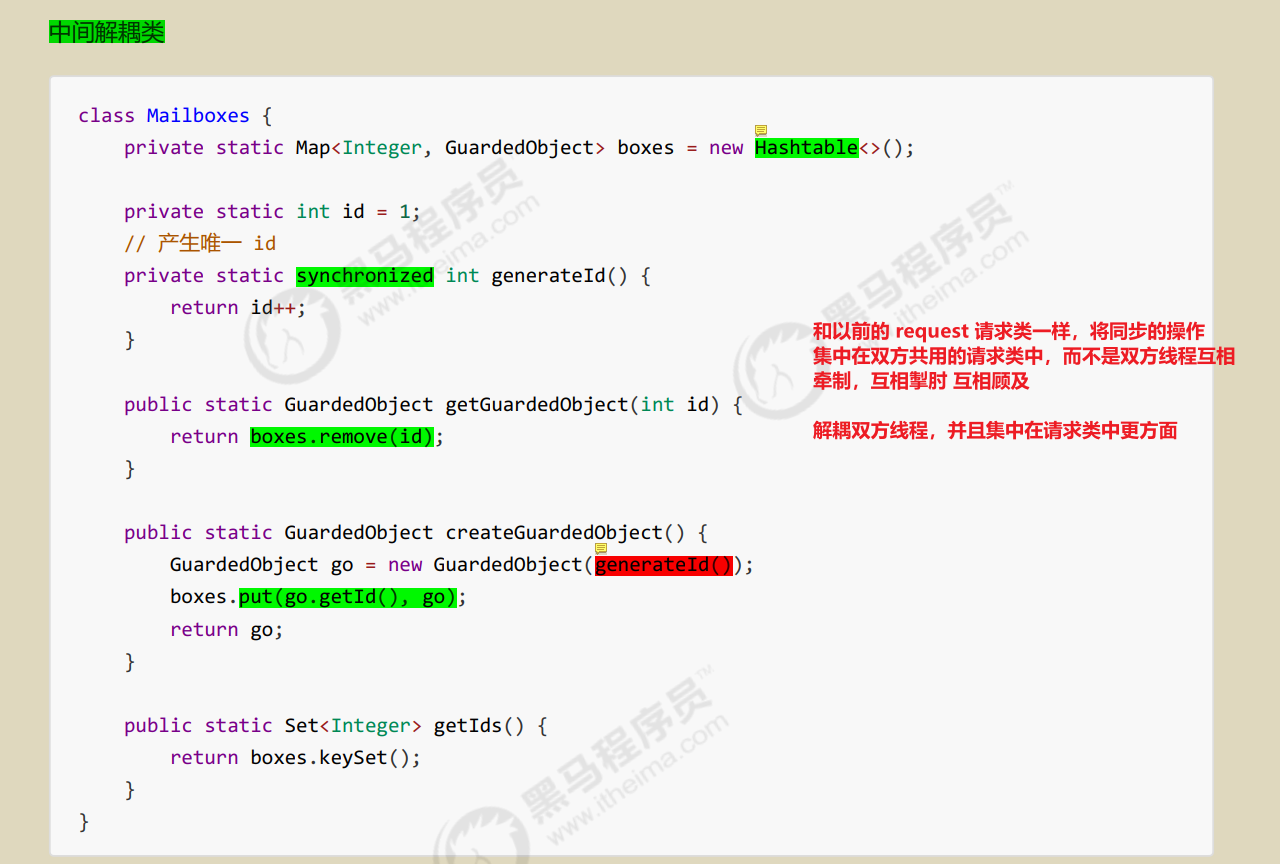 中间解耦类
class Mailboxes {
private static Map<Integer, GuardedObject> boxes = new Hashtable<>();
private static int id = 1;
// 产生唯一 id
private static synchronized int generateId() {
return id++;
}
和以前的 request 请求类一样，将同步的操作
集中在双方共用的请求类中，而不是双方线程互相
牵制，互相掣肘 互相顾及
public static GuardedObject getGuardedObject(int id) {
return boxes.remove(id);
}
解耦双方线程，并且集中在请求类中更方面
public static GuardedObject createGuardedObject() {
GuardedObject go = new GuardedObject(generateId());
boxes.put(go.getId(), go);
return go;
}
public static Set<Integer> getIds() {
return boxes.keySet();
}
}
黑马程序员
www.itheima.com
黑马程序员™
www.itheima.com
黑马程序员™
www.itheima.com